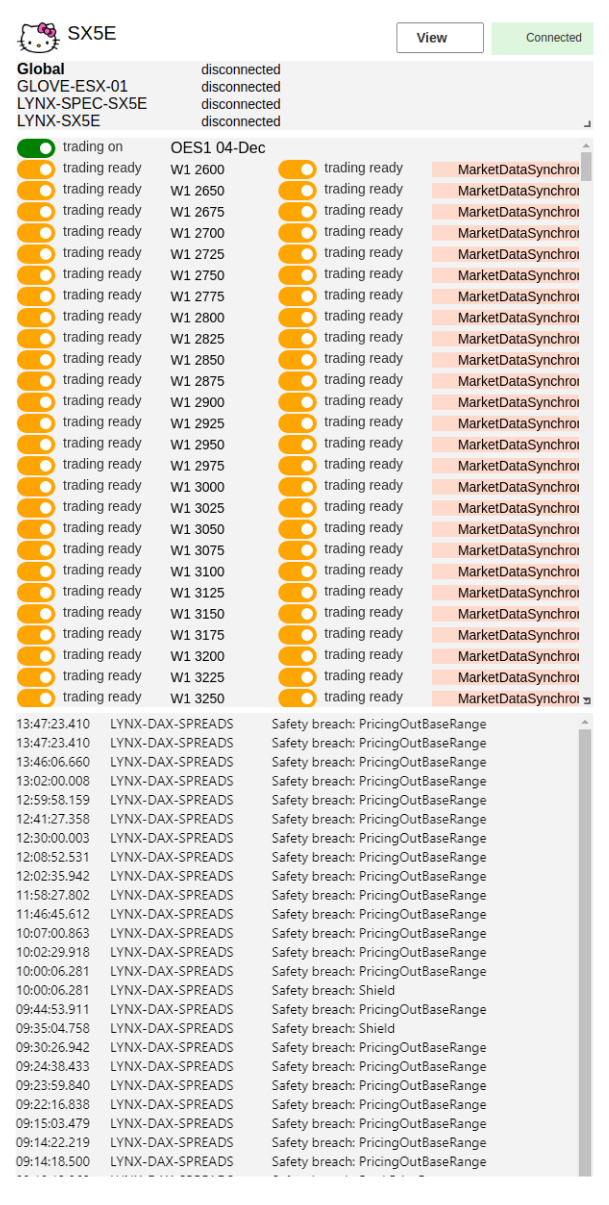 SX5E View Connected
Global disconnected
GLOVE-ESX-01 disconnected
LYNX-SPEC-SX5E disconnected
LYNX-SX5E disconnected
trading on OES1 04-Dec
trading ready W1 2600 trading ready MarketDataSynchro
trading ready W1 2650 trading ready MarketDataSynchro
trading ready W1 2675 trading ready MarketDataSynchro
trading ready W1 2700 trading ready MarketDataSynchro
trading ready W1 2725 trading ready MarketDataSynchro
trading ready W1 2750 trading ready MarketDataSynchro
trading ready W1 2775 trading ready MarketDataSynchro
trading ready W1 2800 trading ready MarketDataSynchro
trading ready W1 2825 trading ready MarketDataSynchro
trading ready W1 2850 trading ready MarketDataSynchro
trading ready W1 2875 trading ready MarketDataSynchro
trading ready W1 2900 trading ready MarketDataSynchro
trading ready W1 2925 trading ready MarketDataSynchro
trading ready W1 2950 trading ready MarketDataSynchro
trading ready W1 2975 trading ready MarketDataSynchro
trading ready W1 3000 trading ready MarketDataSynchro
trading ready W1 3025 trading ready MarketDataSynchro
trading ready W1 3050 trading ready MarketDataSynchro
trading ready W1 3075 trading ready MarketDataSynchro
trading ready W1 3100 trading ready MarketDataSynchro
trading ready W1 3125 trading ready MarketDataSynchro
trading ready W1 3150 trading ready MarketDataSynchro
trading ready W1 3175 trading ready MarketDataSynchro
trading ready W1 3200 trading ready MarketDataSynchro
trading ready W1 3225 trading ready MarketDataSynchro
trading ready W1 3250 trading ready MarketDataSynchro
13:47:23.410 LYNX-DAX-SPREADS Safety breach: PricingOutBaseRange
13:47:23.410 LYNX-DAX-SPREADS Safety breach: PricingOutBaseRange
13:46:06.660 LYNX-DAX-SPREADS Safety breach: PricingOutBaseRange
13:02:00.008 LYNX-DAX-SPREADS Safety breach: PricingOutBaseRange
12:59:58.159 LYNX-DAX-SPREADS Safety breach: PricingOutBaseRange
12:41:27.358 LYNX-DAX-SPREADS Safety breach: PricingOutBaseRange
12:30:00.003 LYNX-DAX-SPREADS Safety breach: PricingOutBaseRange
12:08:52.531 LYNX-DAX-SPREADS Safety breach: PricingOutBaseRange
12:02:35.942 LYNX-DAX-SPREADS Safety breach: PricingOutBaseRange
11:58:27.802 LYNX-DAX-SPREADS Safety breach: PricingOutBaseRange
11:46:45.612 LYNX-DAX-SPREADS Safety breach: PricingOutBaseRange
10:07:00.863 LYNX-DAX-SPREADS Safety breach: PricingOutBaseRange
10:02:29.918 LYNX-DAX-SPREADS Safety breach: PricingOutBaseRange
10:00:06.281 LYNX-DAX-SPREADS Safety breach: PricingOutBaseRange
10:00:06.281 LYNX-DAX-SPREADS Safety breach: Shield
09:44:53.911 LYNX-DAX-SPREADS Safety breach: PricingOutBaseRange
09:35:04.758 LYNX-DAX-SPREADS Safety breach: Shield
09:30:26.942 LYNX-DAX-SPREADS Safety breach: PricingOutBaseRange
09:24:38.433 LYNX-DAX-SPREADS Safety breach: PricingOutBaseRange
09:23:59.840 LYNX-DAX-SPREADS Safety breach: PricingOutBaseRange
09:22:16.838 LYNX-DAX-SPREADS Safety breach: PricingOutBaseRange
09:15:03.479 LYNX-DAX-SPREADS Safety breach: PricingOutBaseRange
09:14:22.219 LYNX-DAX-SPREADS Safety breach: PricingOutBaseRange
09:14:18.500 LYNX-DAX-SPREADS Safety breach: PricingOutBaseRange